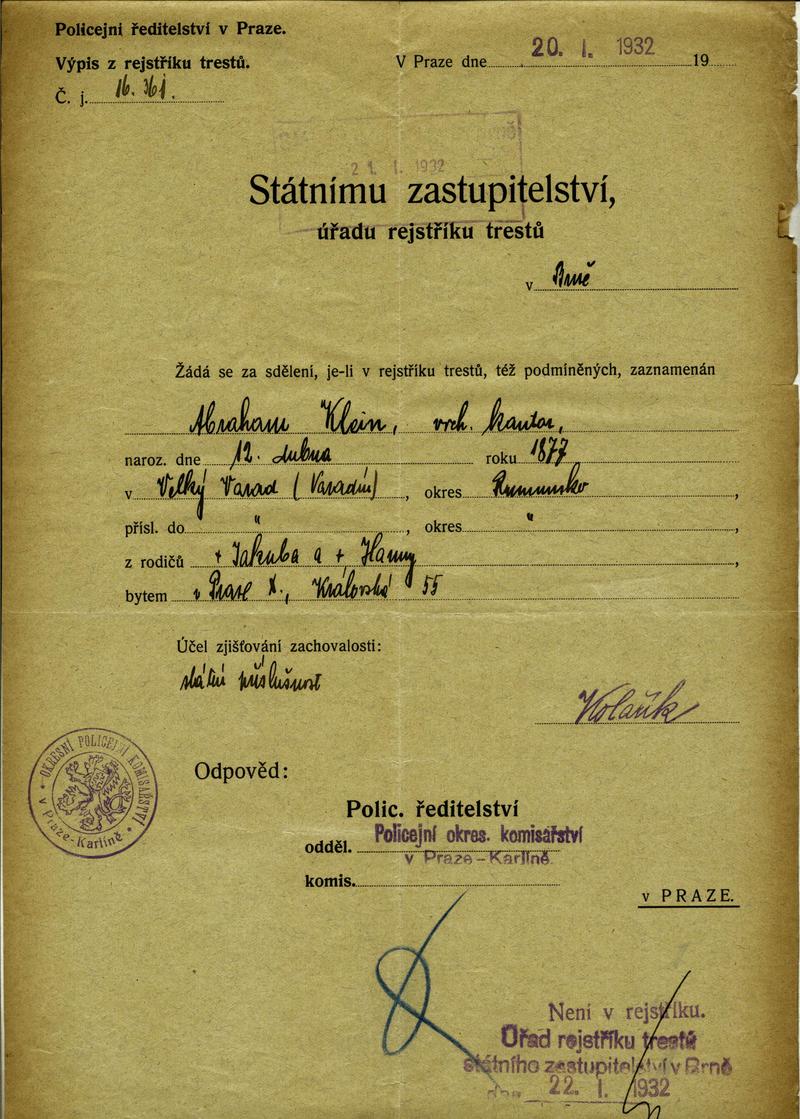 Policejní ředitelství v Praze.
Výpis z rejstříku trestů.
Č. j. 16.361.
V Praze dne 20. I. 1932 19
21. I. 1932
Státnímu zastupitelství,
úřadu rejstříku trestů
v Brně
Žádá se za sdělení, je-li v rejstříku trestů, též podmíněných, zaznamenán
Abraham Klein, vrch. kantor,
naroz. dne 12. dubna roku 1877
v Velký Varad (Varadín), okres Rumunsko,
přísl. do " , okres " ,
z rodičů + Jakuba a + Hanny ,
bytem v Praze X., Královská 55
Účel zjišťování zachovalosti:
státní příslušnost
OKRESNÍ POLICEJNÍ KOMISAŘSTVÍ
v Praze-Karlíně
Odpověd:
Polic. ředitelství
odděl. Policejní okres. komisařství
v Praze-Karlíně
komis.
v PRAZE.
Není v rejstříku.
Úřad rejstříku trestů
státního zastupitelství v Brně
22. I. 1932